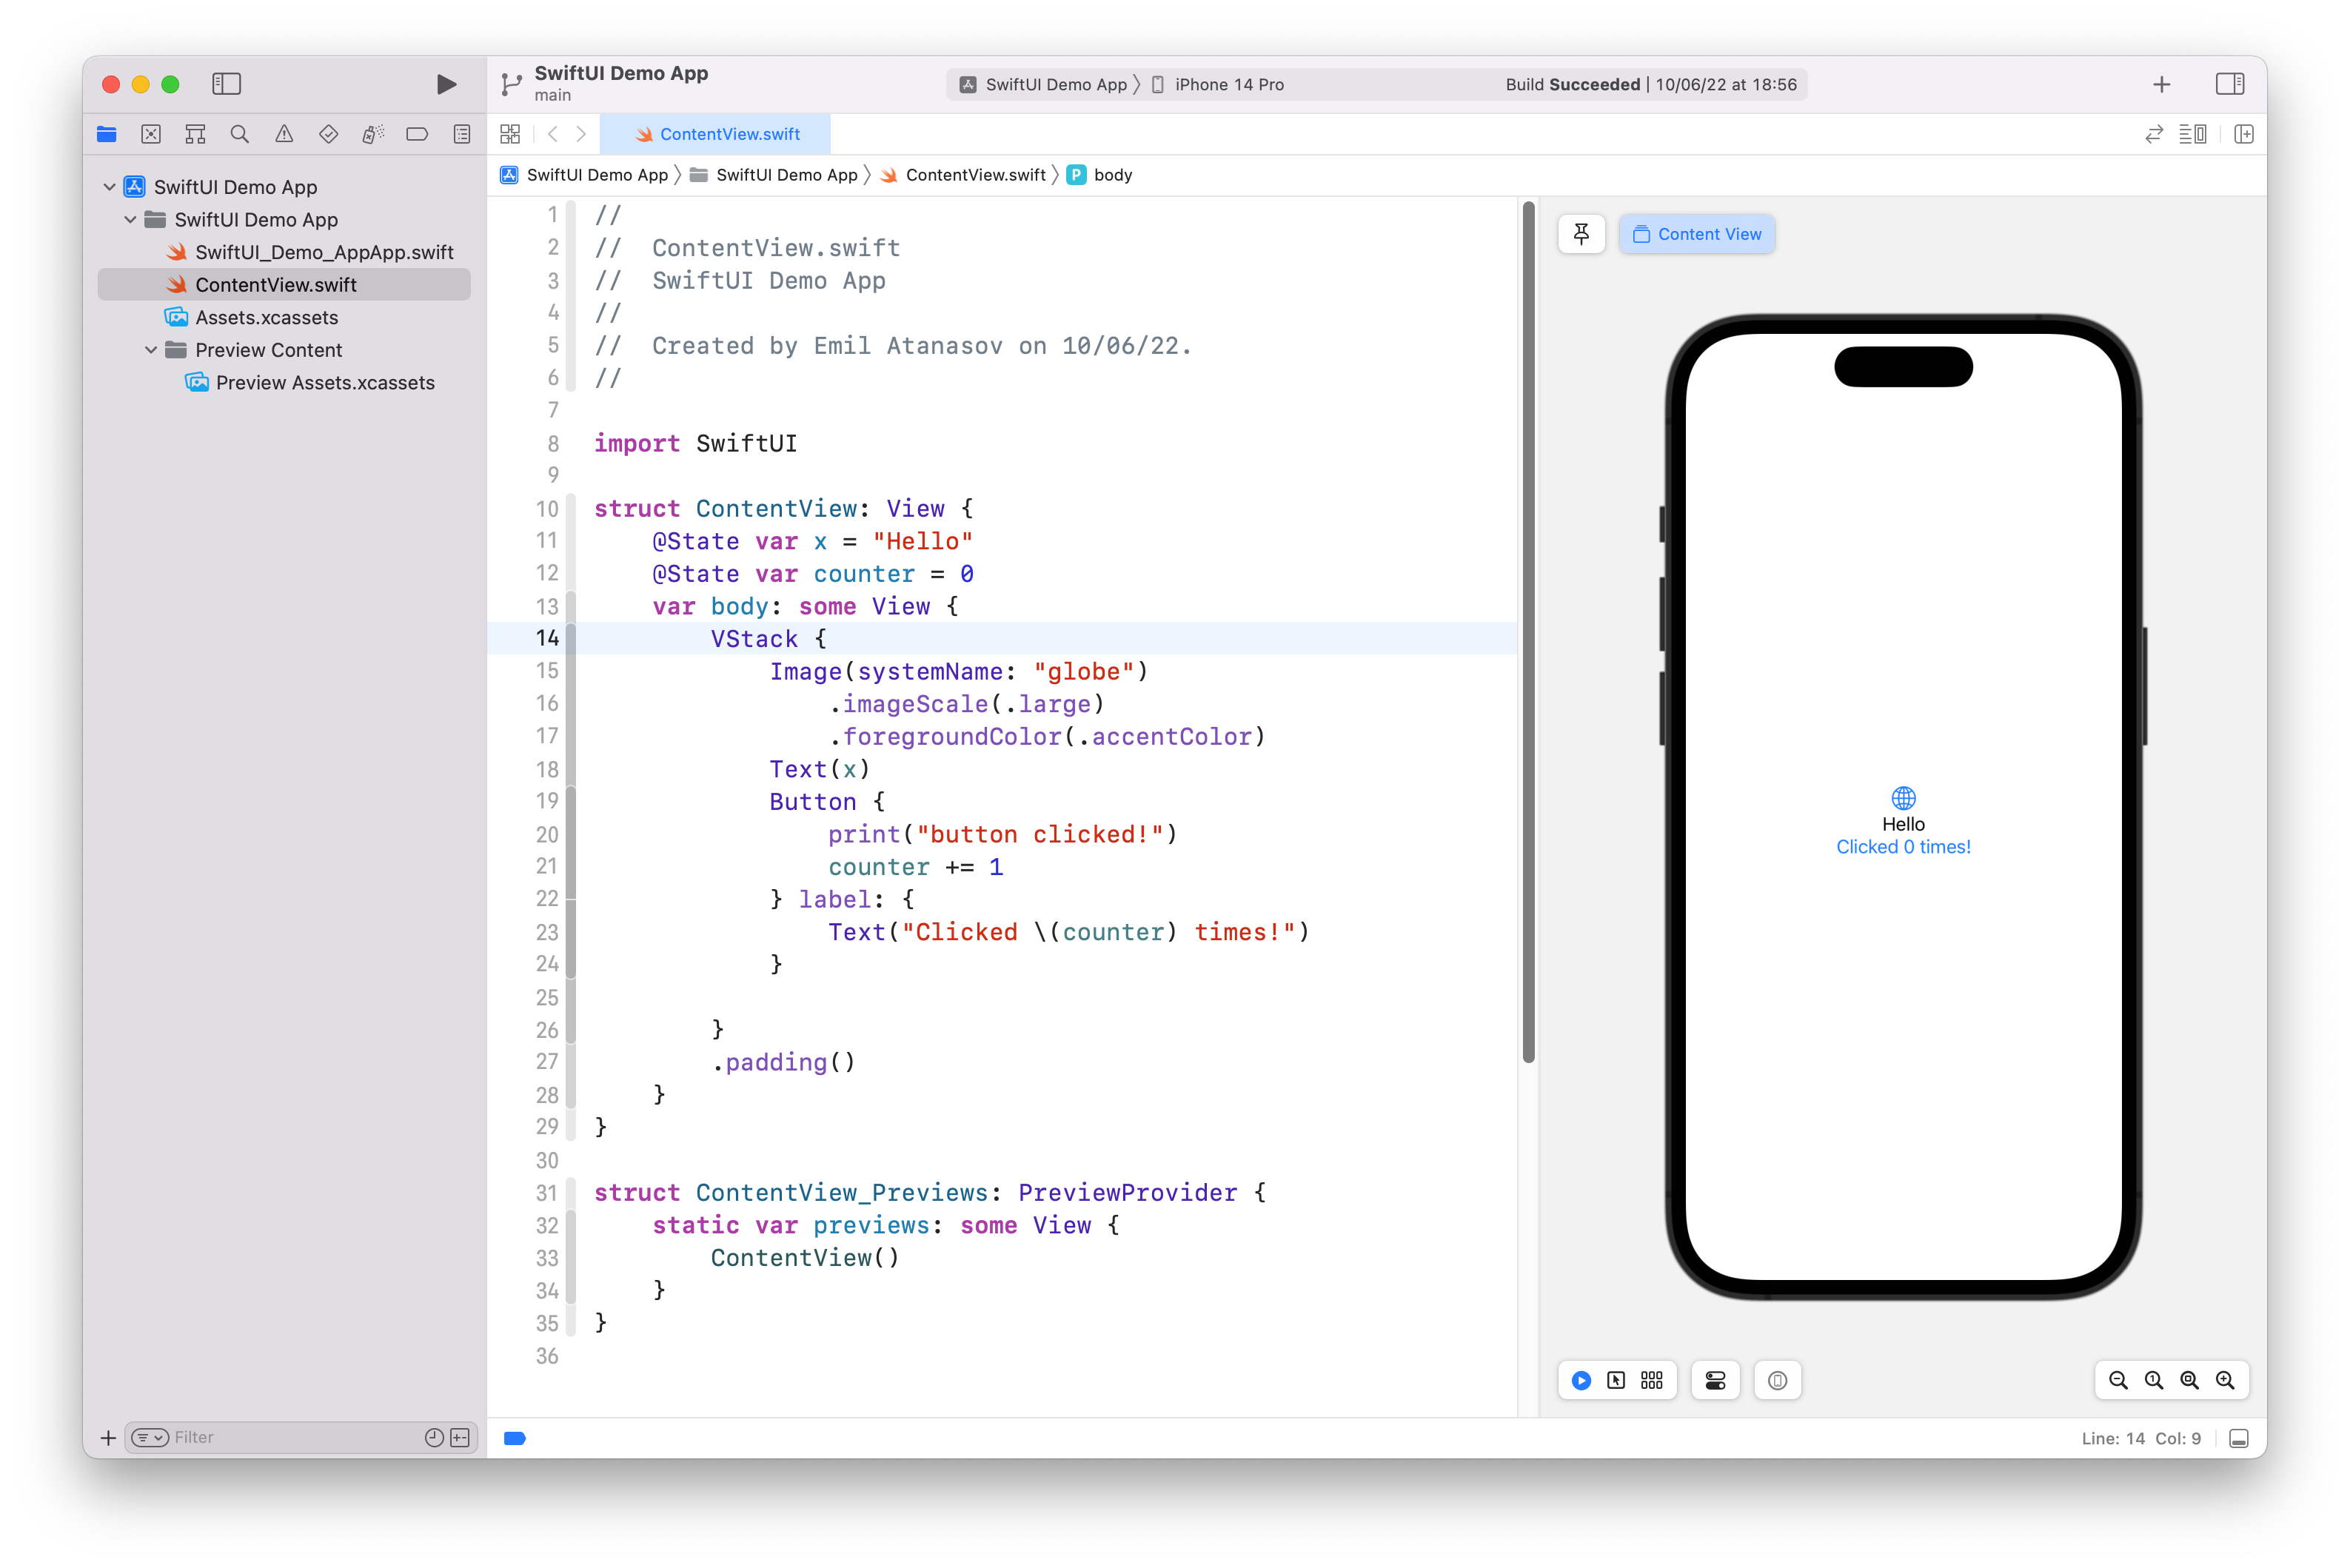 SwiftUI Demo App
main
SwiftUI Demo App 〉 iPhone 14 Pro
Build Succeeded | 10/06/22 at 18:56
ContentView.swift
SwiftUI Demo App 〉 SwiftUI Demo App 〉 ContentView.swift 〉 P body
SwiftUI Demo App
SwiftUI Demo App
SwiftUI_Demo_AppApp.swift
ContentView.swift
Assets.xcassets
Preview Content
Preview Assets.xcassets
Filter
1 //
2 //  ContentView.swift
3 //  SwiftUI Demo App
4 //
5 //  Created by Emil Atanasov on 10/06/22.
6 //
7
8 import SwiftUI
9
10 struct ContentView: View {
11     @State var x = "Hello"
12     @State var counter = 0
13     var body: some View {
14         VStack {
15             Image(systemName: "globe")
16                 .imageScale(.large)
17                 .foregroundColor(.accentColor)
18             Text(x)
19             Button {
20                 print("button clicked!")
21                 counter += 1
22             } label: {
23                 Text("Clicked \(counter) times!")
24             }
25
26         }
27         .padding()
28     }
29 }
30
31 struct ContentView_Previews: PreviewProvider {
32     static var previews: some View {
33         ContentView()
34     }
35 }
36
Content View
Hello
Clicked 0 times!
Line: 14  Col: 9